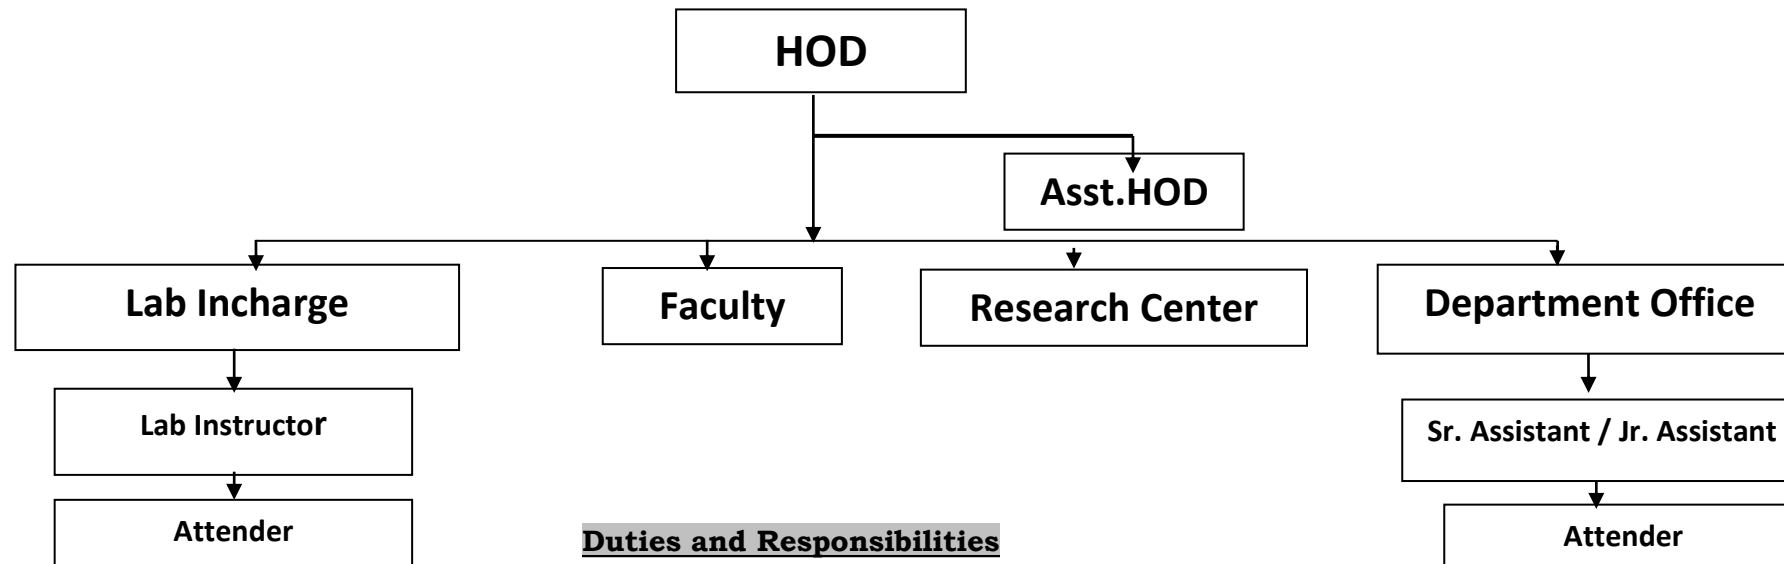 HOD
Asst.HOD
Lab Incharge
Faculty
Research Center
Department Office
Lab Instructor
Sr. Assistant / Jr. Assistant
Attender
Duties and Responsibilities
Attender